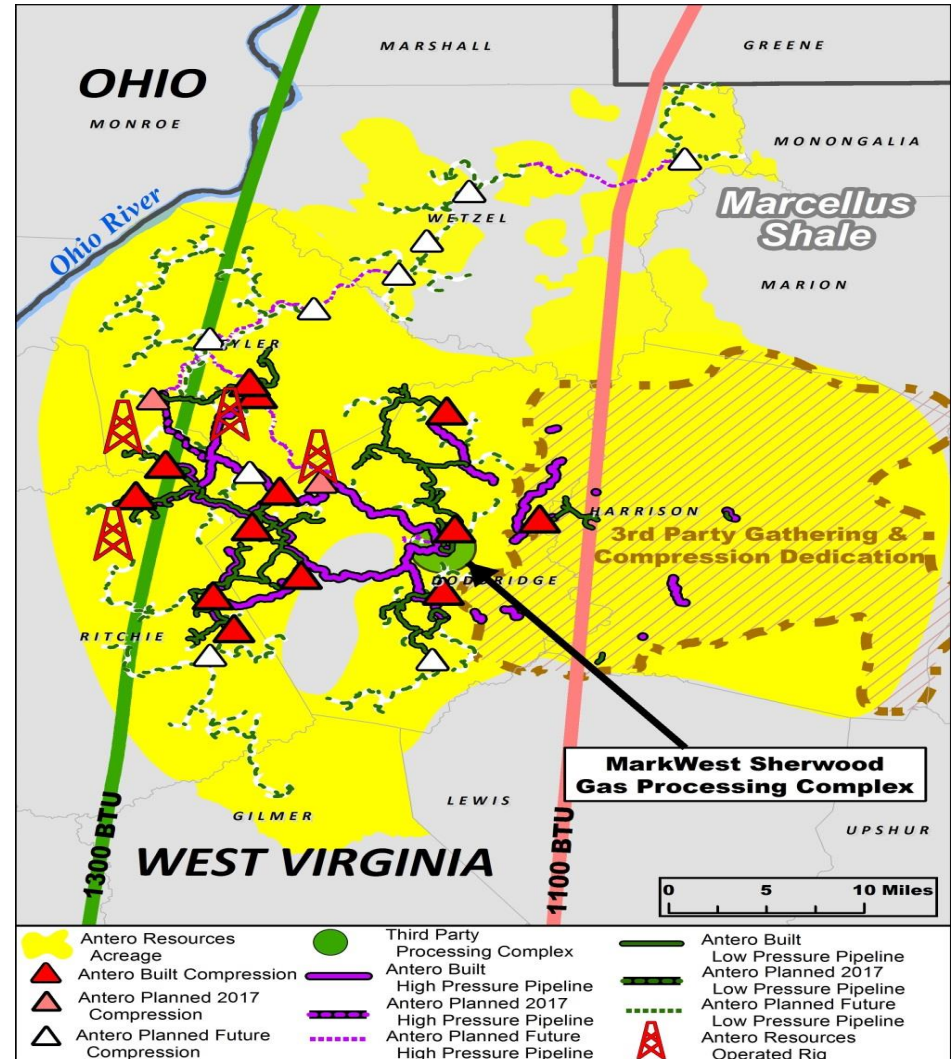 MARSHALL
GREENE
OHIO
MONROE
MONONGALIA
Ohio River
WETZEL
Marcellus
Shale
MARION
TYLER
HARRISON
3rd Party Gathering &
Compression Dedication
DODDRIDGE
RITCHIE
MarkWest Sherwood
Gas Processing Complex
1300 BTU
1100 BTU
GILMER
LEWIS
UPSHUR
WEST VIRGINIA
0 5 10 Miles
Antero Resources
Acreage
Antero Built Compression
Antero Planned 2017
Compression
Antero Planned Future
Compression
Third Party
Processing Complex
Antero Built
High Pressure Pipeline
Antero Planned 2017
High Pressure Pipeline
Antero Planned Future
High Pressure Pipeline
Antero Built
Low Pressure Pipeline
Antero Planned 2017
Low Pressure Pipeline
Antero Planned Future
Low Pressure Pipeline
Antero Resources
Operated Rig